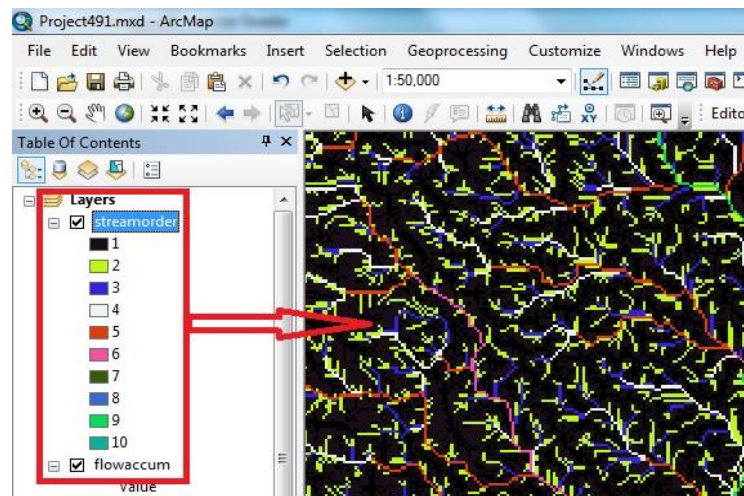 Project491.mxd - ArcMap
File Edit View Bookmarks Insert Selection Geoprocessing Customize Windows Help
1:50,000
XY Edito
Table Of Contents
Layers
streamorder
1
2
3
4
5
6
7
8
9
10
flowaccum
Value